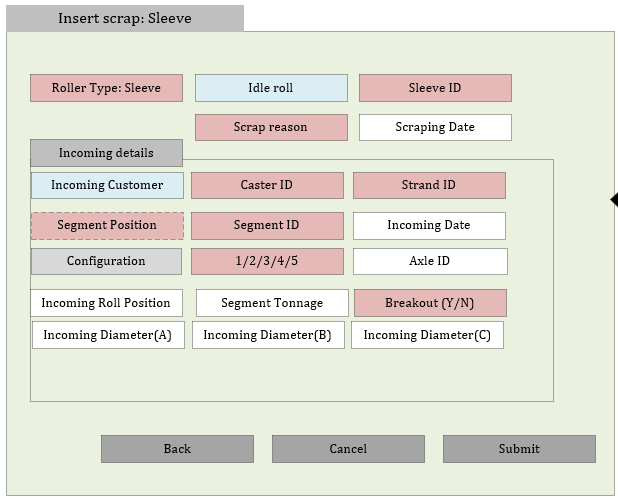 Insert scrap: Sleeve
Roller Type: Sleeve
Idle roll
Sleeve ID
Scrap reason
Scraping Date
Incoming details
Incoming Customer
Caster ID
Strand ID
Segment Position
Segment ID
Incoming Date
Configuration
1/2/3/4/5
Axle ID
Incoming Roll Position
Segment Tonnage
Breakout (Y/N)
Incoming Diameter(A)
Incoming Diameter(B)
Incoming Diameter(C)
Back
Cancel
Submit